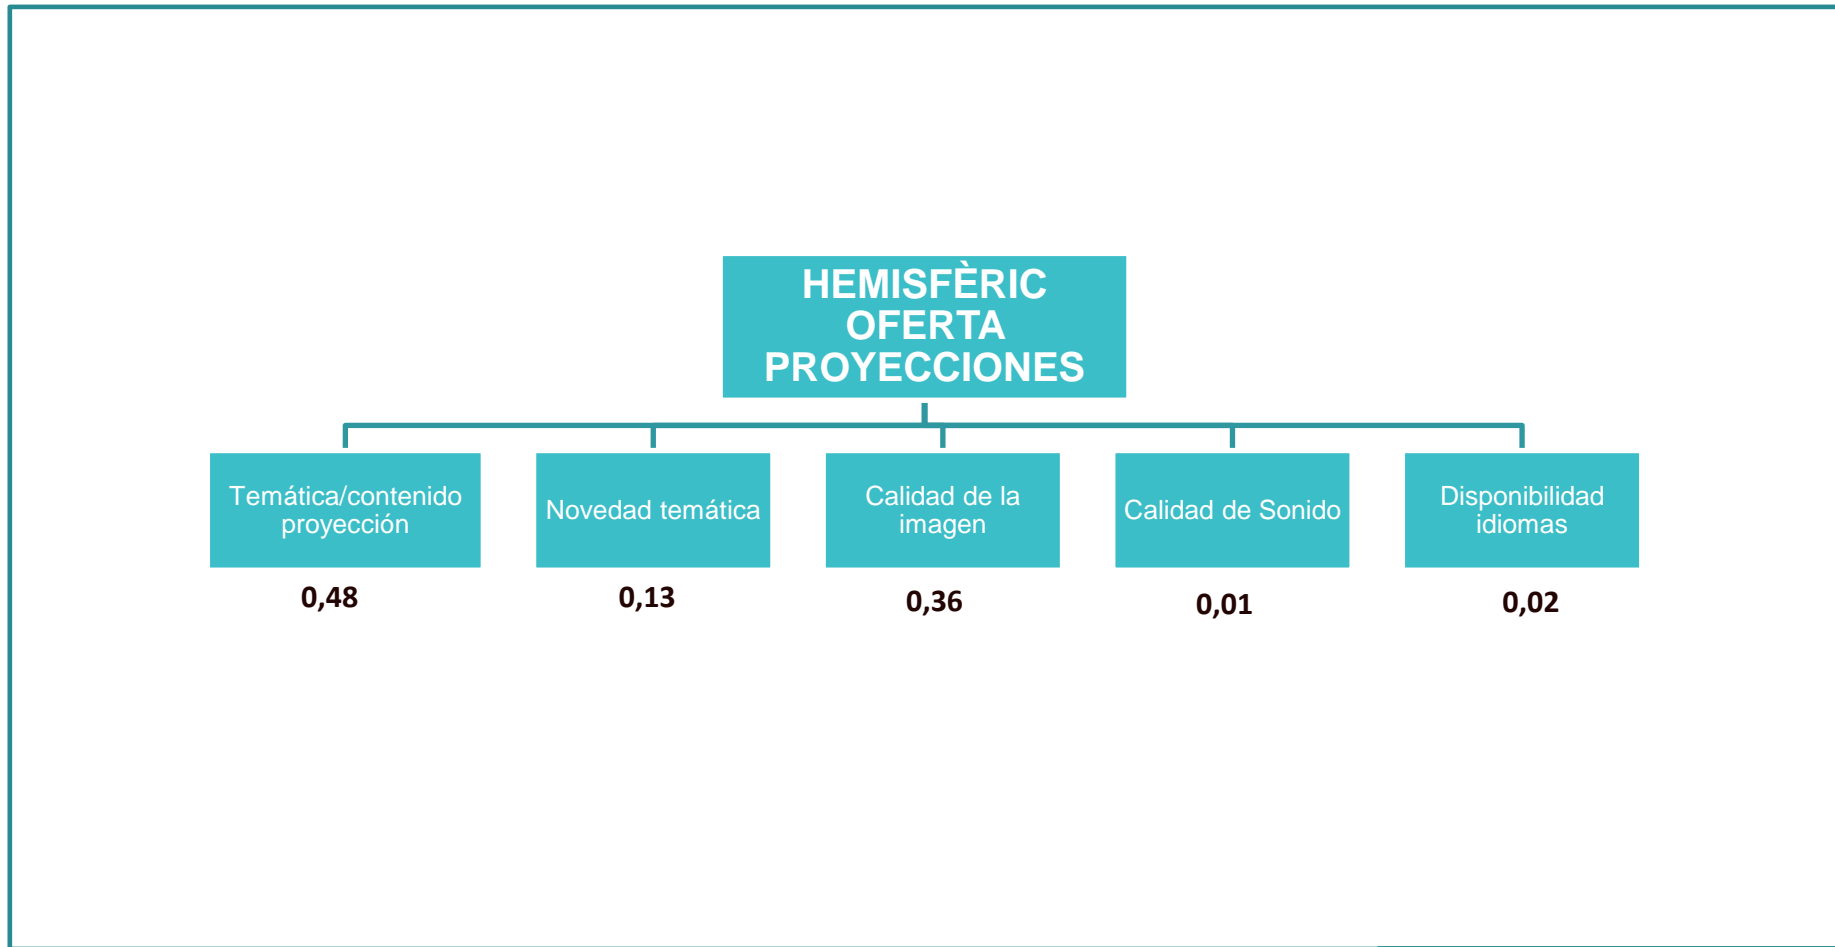 HEMISFÈRIC
OFERTA
PROYECCIONES
Temática/contenido
proyección
Novedad temática
Calidad de la
imagen
Calidad de Sonido
Disponibilidad
idiomas
0,48
0,13
0,36
0,01
0,02